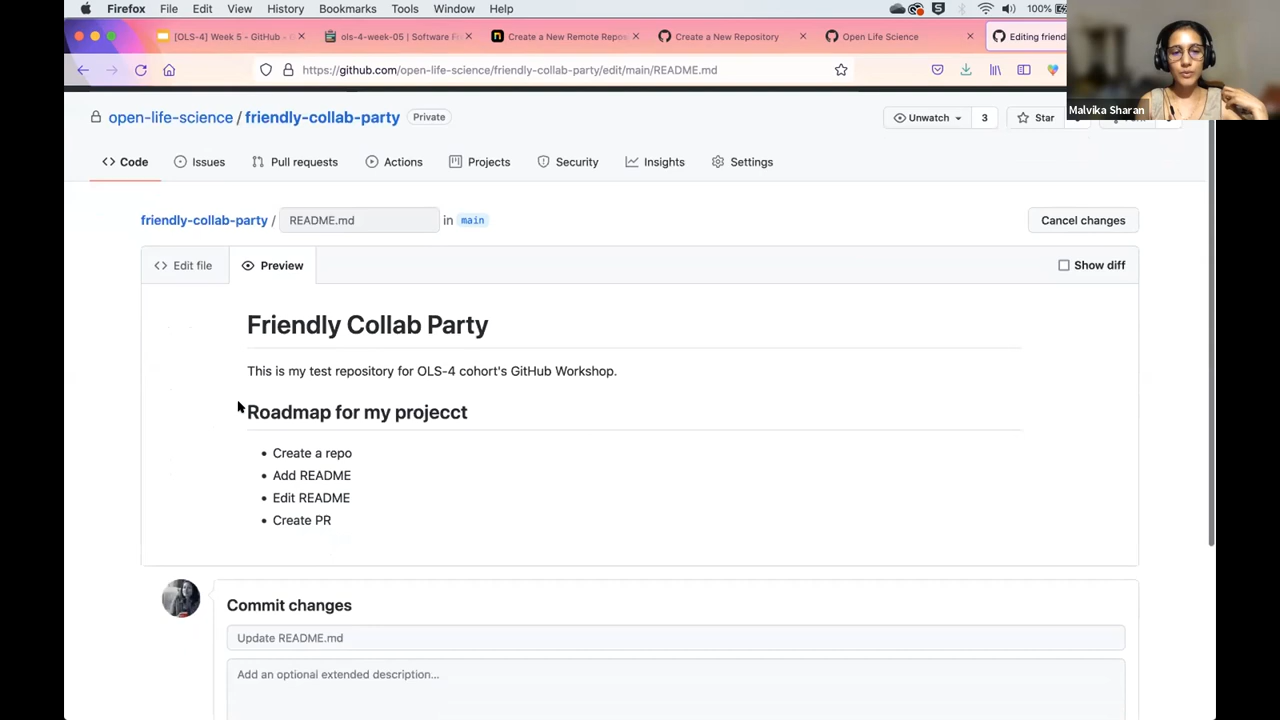 Firefox File Edit View History Bookmarks Tools Window Help 100%
[OLS-4] Week 5 - GitHub - ols-4-week-05 | Software Create a New Remote Repos Create a New Repository Open Life Science Editing friend
https://github.com/open-life-science/friendly-collab-party/edit/main/README.md
Malvika Sharan
open-life-science / friendly-collab-party Private Unwatch 3 Star
Code Issues Pull requests Actions Projects Security Insights Settings
friendly-collab-party / README.md in main Cancel changes
Edit file Preview Show diff
Friendly Collab Party
This is my test repository for OLS-4 cohort's GitHub Workshop.
Roadmap for my projecct
• Create a repo
• Add README
• Edit README
• Create PR
Commit changes
Update README.md
Add an optional extended description...